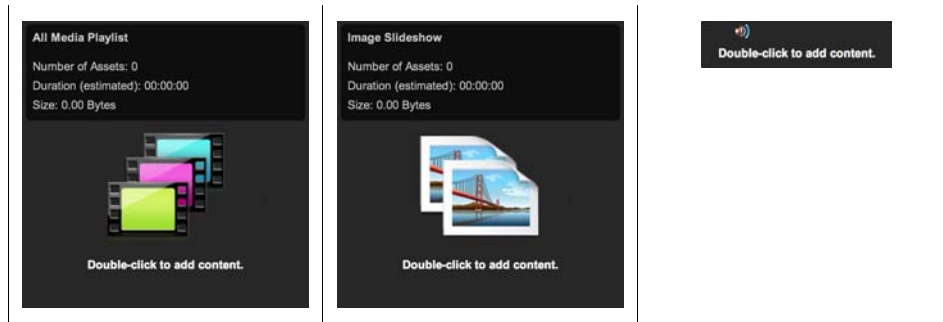 All Media Playlist
Number of Assets: 0
Duration (estimated): 00:00:00
Size: 0.00 Bytes
Double-click to add content.
Image Slideshow
Number of Assets: 0
Duration (estimated): 00:00:00
Size: 0.00 Bytes
Double-click to add content.
Double-click to add content.